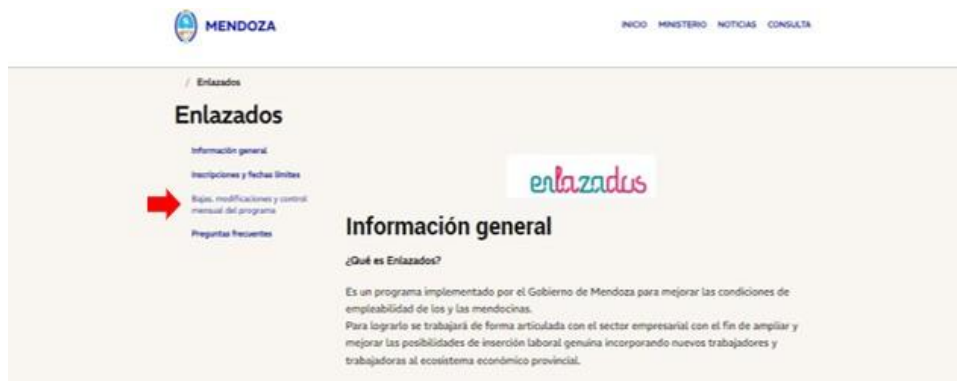 MENDOZA
INICIO MINISTERIO NOTICIAS CONSULTA
/ Enlazados
Enlazados
Información general
Inscripciones y fechas límites
Bajas, modificaciones y control
mensual del programa
Preguntas frecuentes
enlazados
Información general
¿Qué es Enlazados?
Es un programa implementado por el Gobierno de Mendoza para mejorar las condiciones de
empleabilidad de los y las mendocinas.
Para lograrlo se trabajará de forma articulada con el sector empresarial con el fin de ampliar y
mejorar las posibilidades de inserción laboral genuina incorporando nuevos trabajadores y
trabajadoras al ecosistema económico provincial.